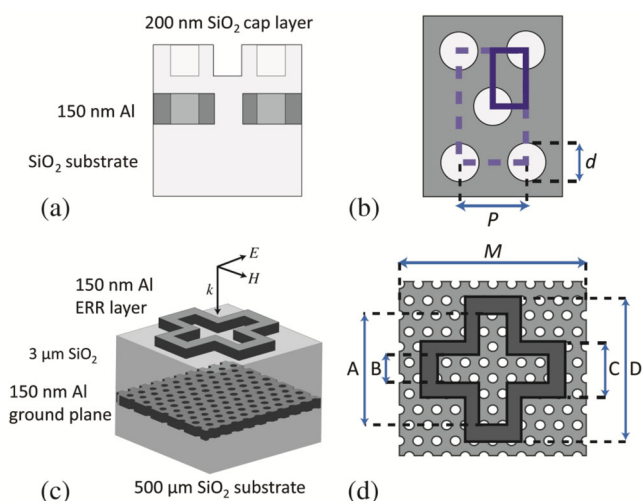 200 nm SiO₂ cap layer
150 nm Al
SiO₂ substrate
(a)
d
P
(b)
150 nm Al
ERR layer
E
H
k
3 μm SiO₂
150 nm Al
ground plane
(c)
500 μm SiO₂ substrate
M
A
B
C
D
(d)